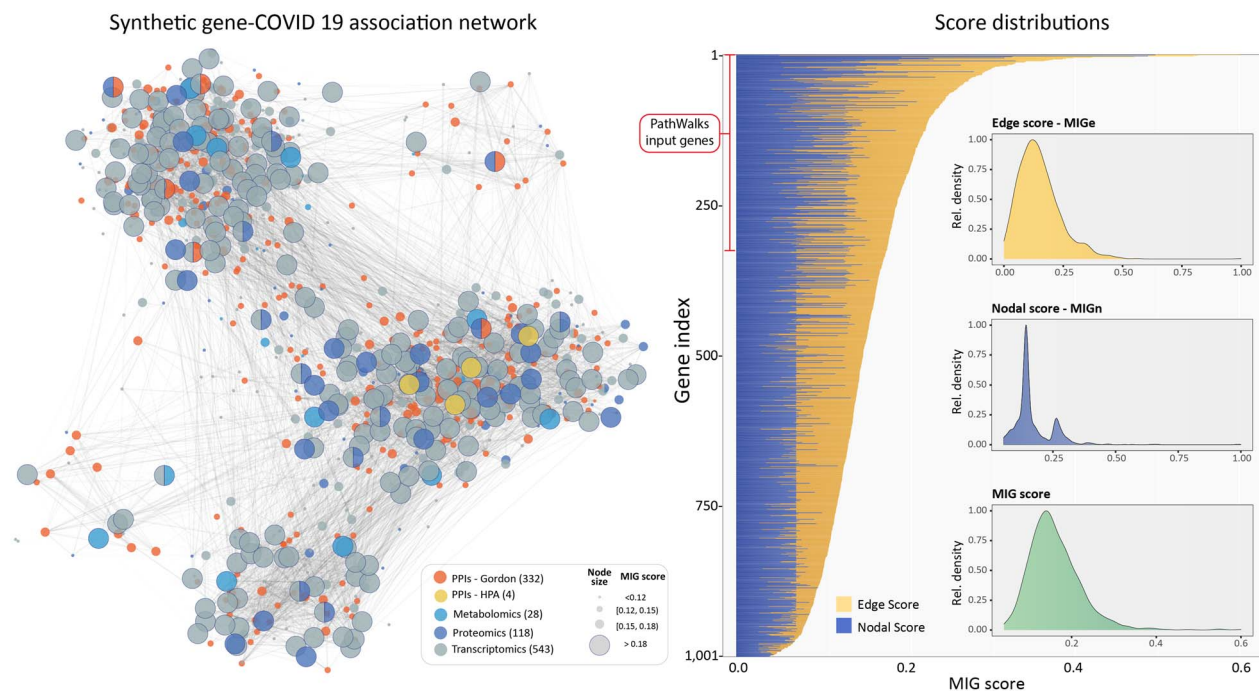 Synthetic gene-COVID 19 association network
PPIs - Gordon (332)
PPIs - HPA (4)
Metabolomics (28)
Proteomics (118)
Transcriptomics (543)
Node
size
MIG score
<0.12
[0.12, 0.15)
[0.15, 0.18)
> 0.18
Score distributions
PathWalks
input genes
Gene index
1
250
500
750
1,001
0.0
0.2
0.4
0.6
MIG score
Edge Score
Nodal Score
Edge score - MIGe
Rel. density
1.00
0.75
0.50
0.25
0.00
0.00
0.25
0.50
0.75
1.00
Nodal score - MIGn
Rel. density
1.00
0.75
0.50
0.25
0.00
0.25
0.50
0.75
1.00
MIG score
Rel. density
1.00
0.75
0.50
0.25
0.00
0.2
0.4
0.6